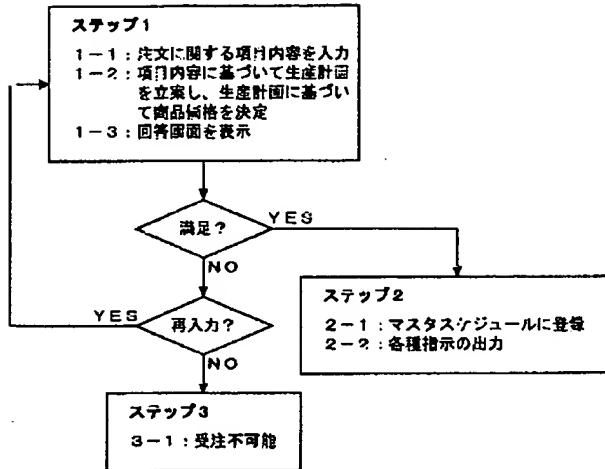 ステップ1
1-1:注文に関する項目内容を入力
1-2:項目内容に基づいて生産計画
を立案し、生産計画に基づい
て商品価格を決定
1-3:回答画面を表示
満足?
YES
NO
YES
再入力?
NO
ステップ2
2-1:マスタスケジュールに登録
2-2:各種指示の出力
ステップ3
3-1:受注不可能